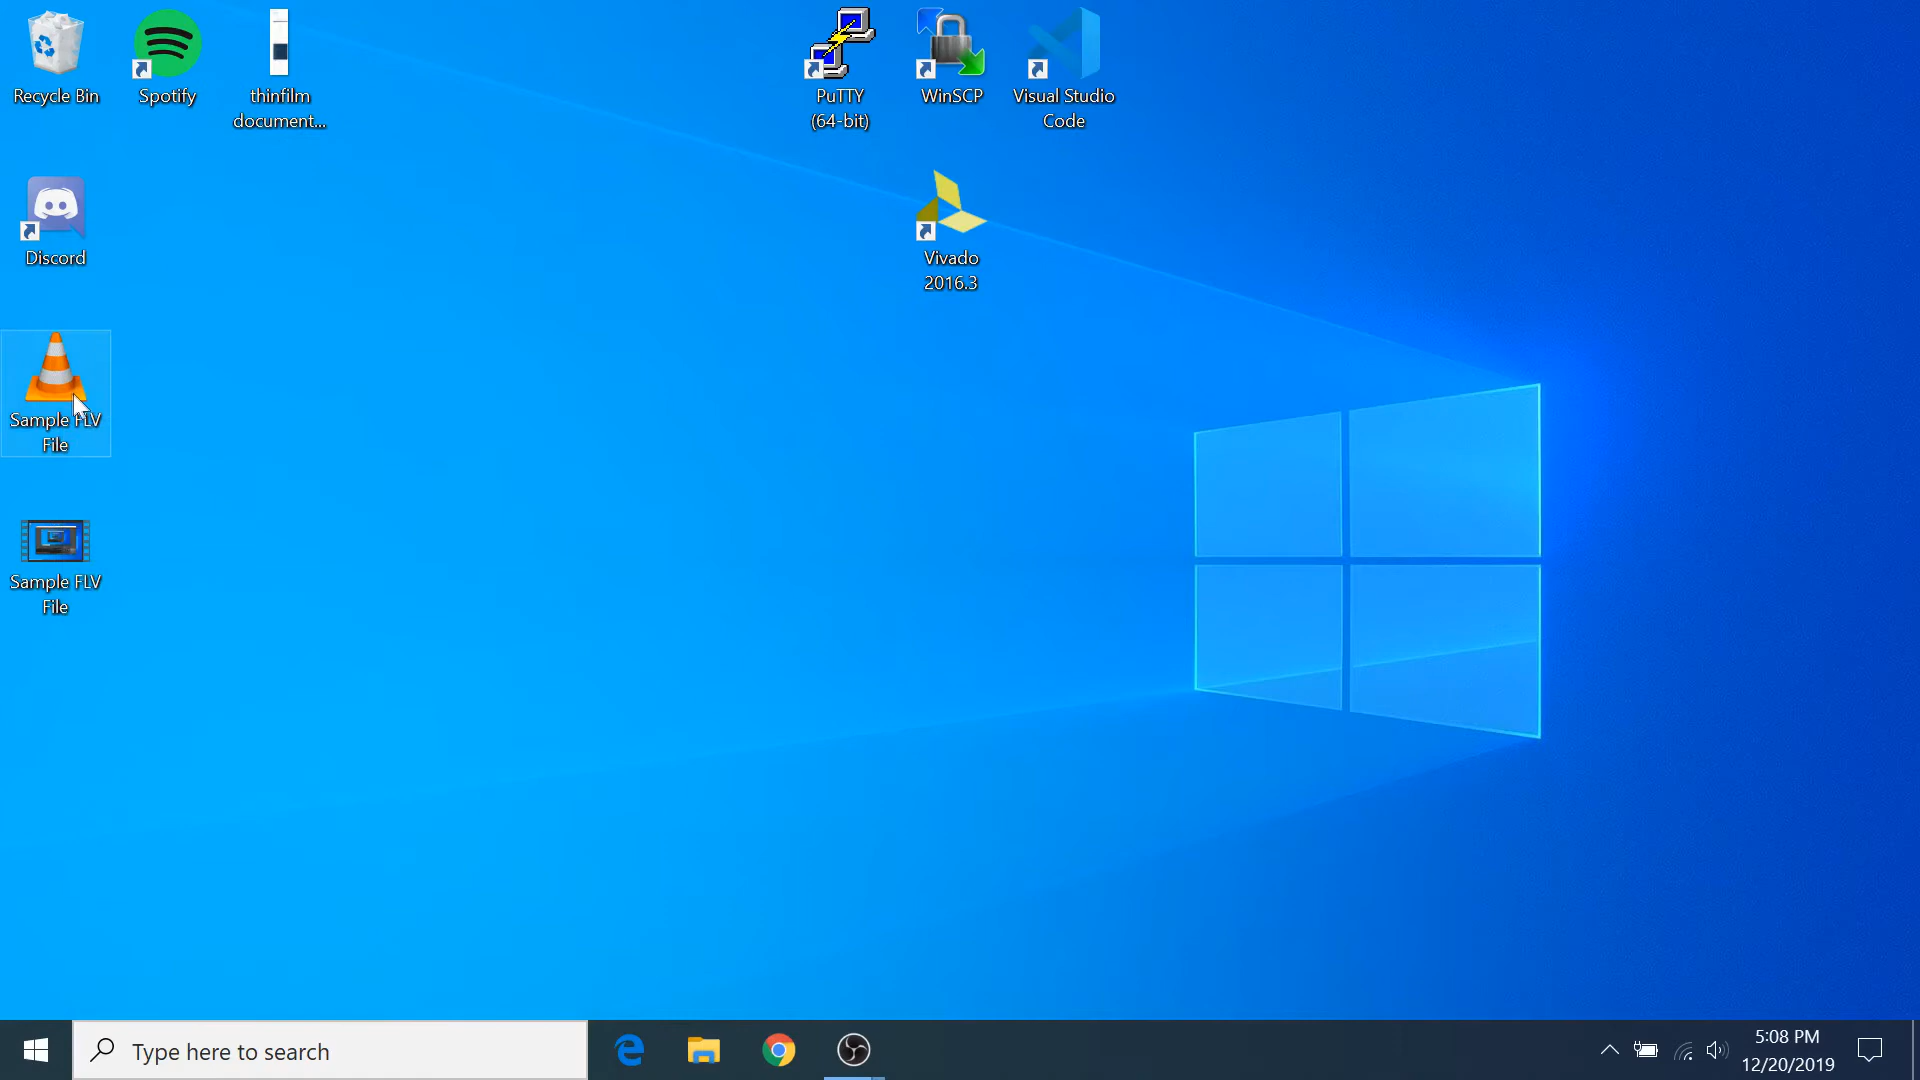 Recycle Bin
Spotify
thinfilm
document...
PuTTY
(64-bit)
WinSCP
Visual Studio
Code
Discord
Vivado
2016.3
Sample FLV
File
Sample FLV
File
Type here to search
5:08 PM
12/20/2019